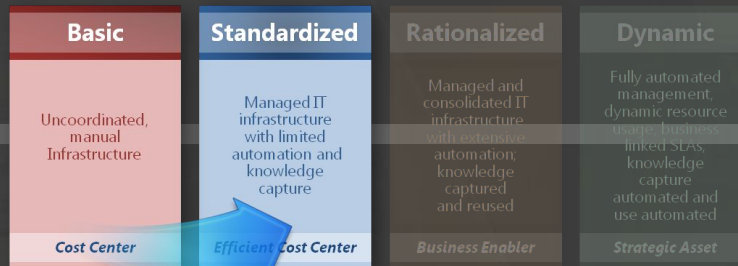 Basic
Uncoordinated,
manual
Infrastructure
Cost Center
Standardized
Managed IT
infrastructure
with limited
automation and
knowledge
capture
Efficient Cost Center
Rationalized
Managed and
consolidated IT
infrastructure
with extensive
automation;
knowledge
captured
and reused
Business Enabler
Dynamic
Fully automated
management,
dynamic resource
usage, business
linked SLAs,
knowledge
capture
automated and
use automated
Strategic Asset